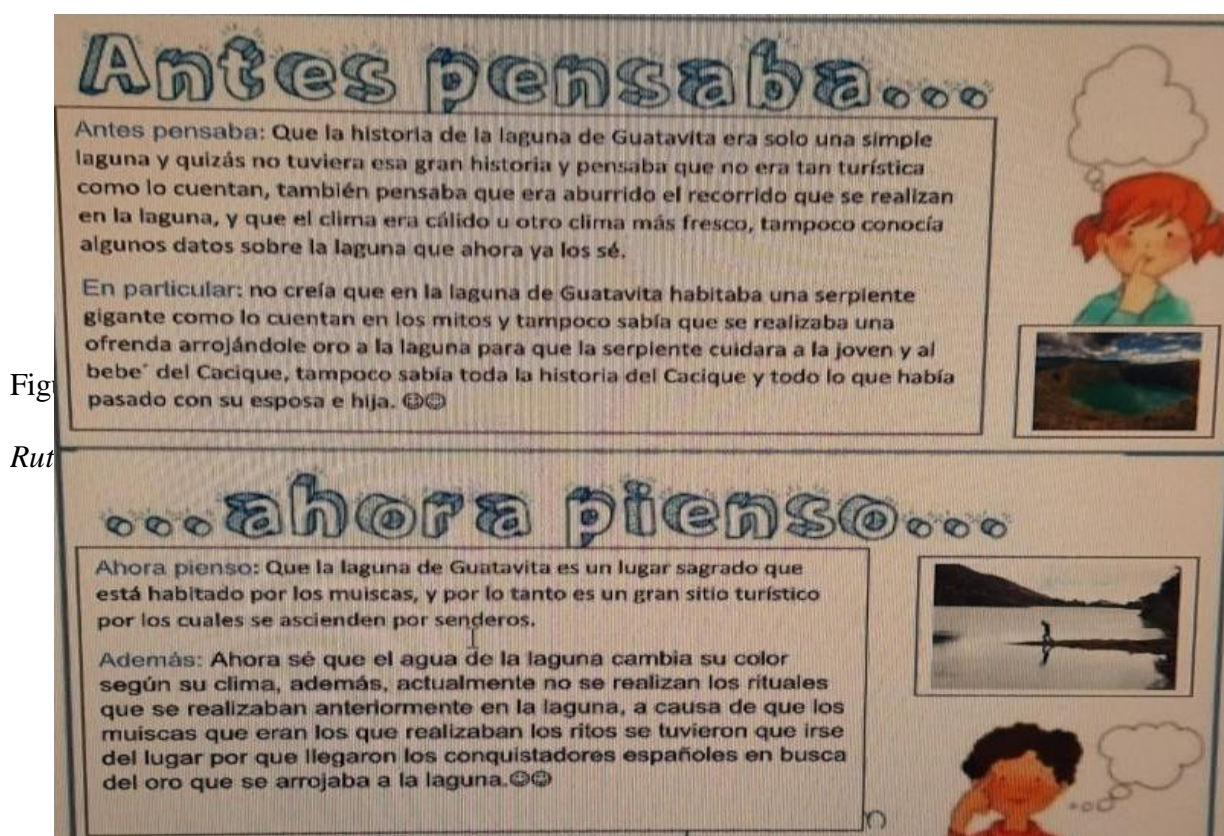 Antes pensaba...
Antes pensaba: Que la historia de la laguna de Guatavita era solo una simple
laguna y quizás no tuviera esa gran historia y pensaba que no era tan turística
como lo cuentan, también pensaba que era aburrido el recorrido que se realizan
en la laguna, y que el clima era cálido u otro clima más fresco, tampoco conocía
algunos datos sobre la laguna que ahora ya los sé.
En particular: no creía que en la laguna de Guatavita habitaba una serpiente
gigante como lo cuentan en los mitos y tampoco sabía que se realizaba una
ofrenda arrojándole oro a la laguna para que la serpiente cuidara a la joven y al
bebe´ del Cacique, tampoco sabía toda la historia del Cacique y todo lo que había
pasado con su esposa e hija. ☺☺
Fig
Rut
...ahora pienso...
Ahora pienso: Que la laguna de Guatavita es un lugar sagrado que
está habitado por los muiscas, y por lo tanto es un gran sitio turístico
por los cuales se ascienden por senderos.
Además: Ahora sé que el agua de la laguna cambia su color
según su clima, además, actualmente no se realizan los rituales
que se realizaban anteriormente en la laguna, a causa de que los
muiscas que eran los que realizaban los ritos se tuvieron que irse
del lugar por que llegaron los conquistadores españoles en busca
del oro que se arrojaba a la laguna.☺☺